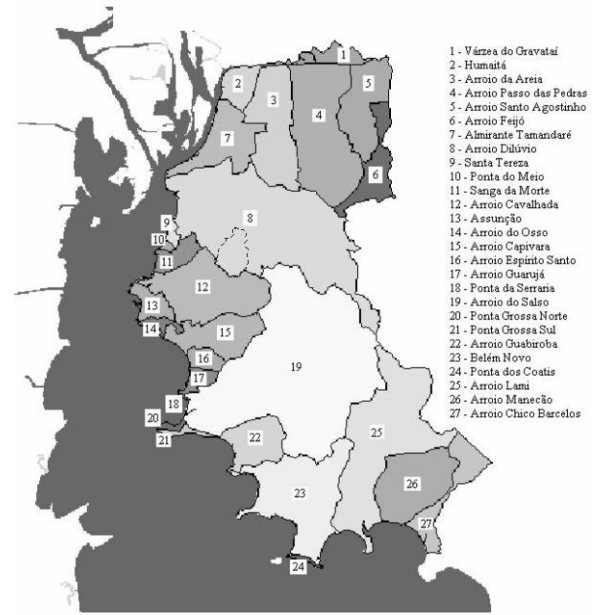 1 - Várzea do Gravataí
2 - Humaitá
3 - Arroio da Areia
4 - Arroio Passo das Pedras
5 - Arroio Santo Agostinho
6 - Arroio Feijó
7 - Almirante Tamandaré
8 - Arroio Dilúvio
9 - Santa Tereza
10 - Ponta do Meio
11 - Sanga da Morte
12 - Arroio Cavalhada
13 - Assunção
14 - Arroio do Osso
15 - Arroio Capivara
16 - Arroio Espírito Santo
17 - Arroio Guarujá
18 - Ponta da Serraria
19 - Arroio do Salso
20 - Ponta Grossa Norte
21 - Ponta Grossa Sul
22 - Arroio Guabiroba
23 - Belém Novo
24 - Ponta dos Coatis
25 - Arroio Lami
26 - Arroio Manecão
27 - Arroio Chico Barcelos
1
2
3
4
5
6
7
8
9
10
11
12
13
14
15
16
17
18
19
20
21
22
23
24
25
26
27